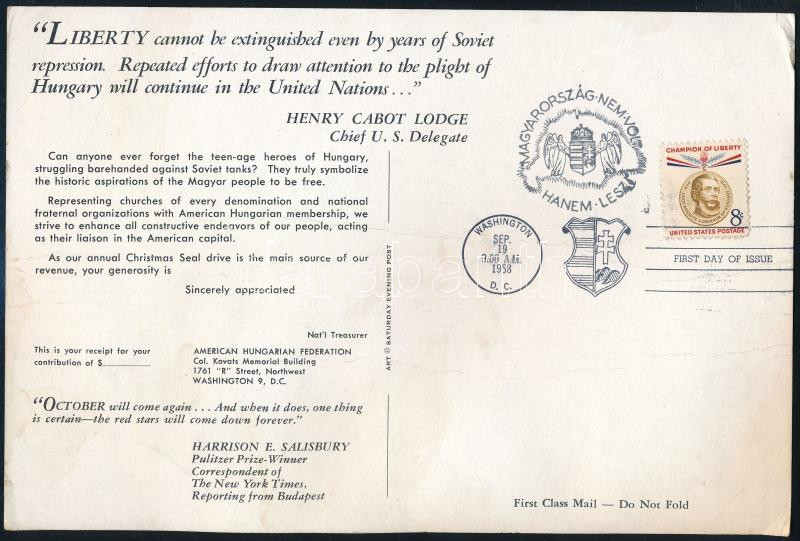 “LIBERTY cannot be extinguished even by years of Soviet
repression. Repeated efforts to draw attention to the plight of
Hungary will continue in the United Nations...”
HENRY CABOT LODGE
Chief U. S. Delegate
Can anyone ever forget the teen-age heroes of Hungary,
struggling barehanded against Soviet tanks? They truly symbolize
the historic aspirations of the Magyar people to be free.
Representing churches of every denomination and national
fraternal organizations with American Hungarian membership, we
strive to enhance all constructive endeavors of our people, acting
as their liaison in the American capital.
As our annual Christmas Seal drive is the main source of our
revenue, your generosity is
Sincerely appreciated
Nat'l Treasurer
This is your receipt for your
contribution of $
AMERICAN HUNGARIAN FEDERATION
Col. Kovats Memorial Building
1761 "R" Street, Northwest
WASHINGTON 9, D.C.
“OCTOBER will come again... And when it does, one thing
is certain—the red stars will come down forever.”
HARRISON E. SALISBURY
Pulitzer Prize-Winner
Correspondent of
The New York Times,
Reporting from Budapest
ART © SATURDAY EVENING POST
MAGYARORSZÁG·NEM·VOLT
HANEM·LESZ
WASHINGTON
SEP.
19
9:00 A.M.
1958
D. C.
CHAMPION OF LIBERTY
8¢
UNITED STATES POSTAGE
FIRST DAY OF ISSUE
First Class Mail — Do Not Fold